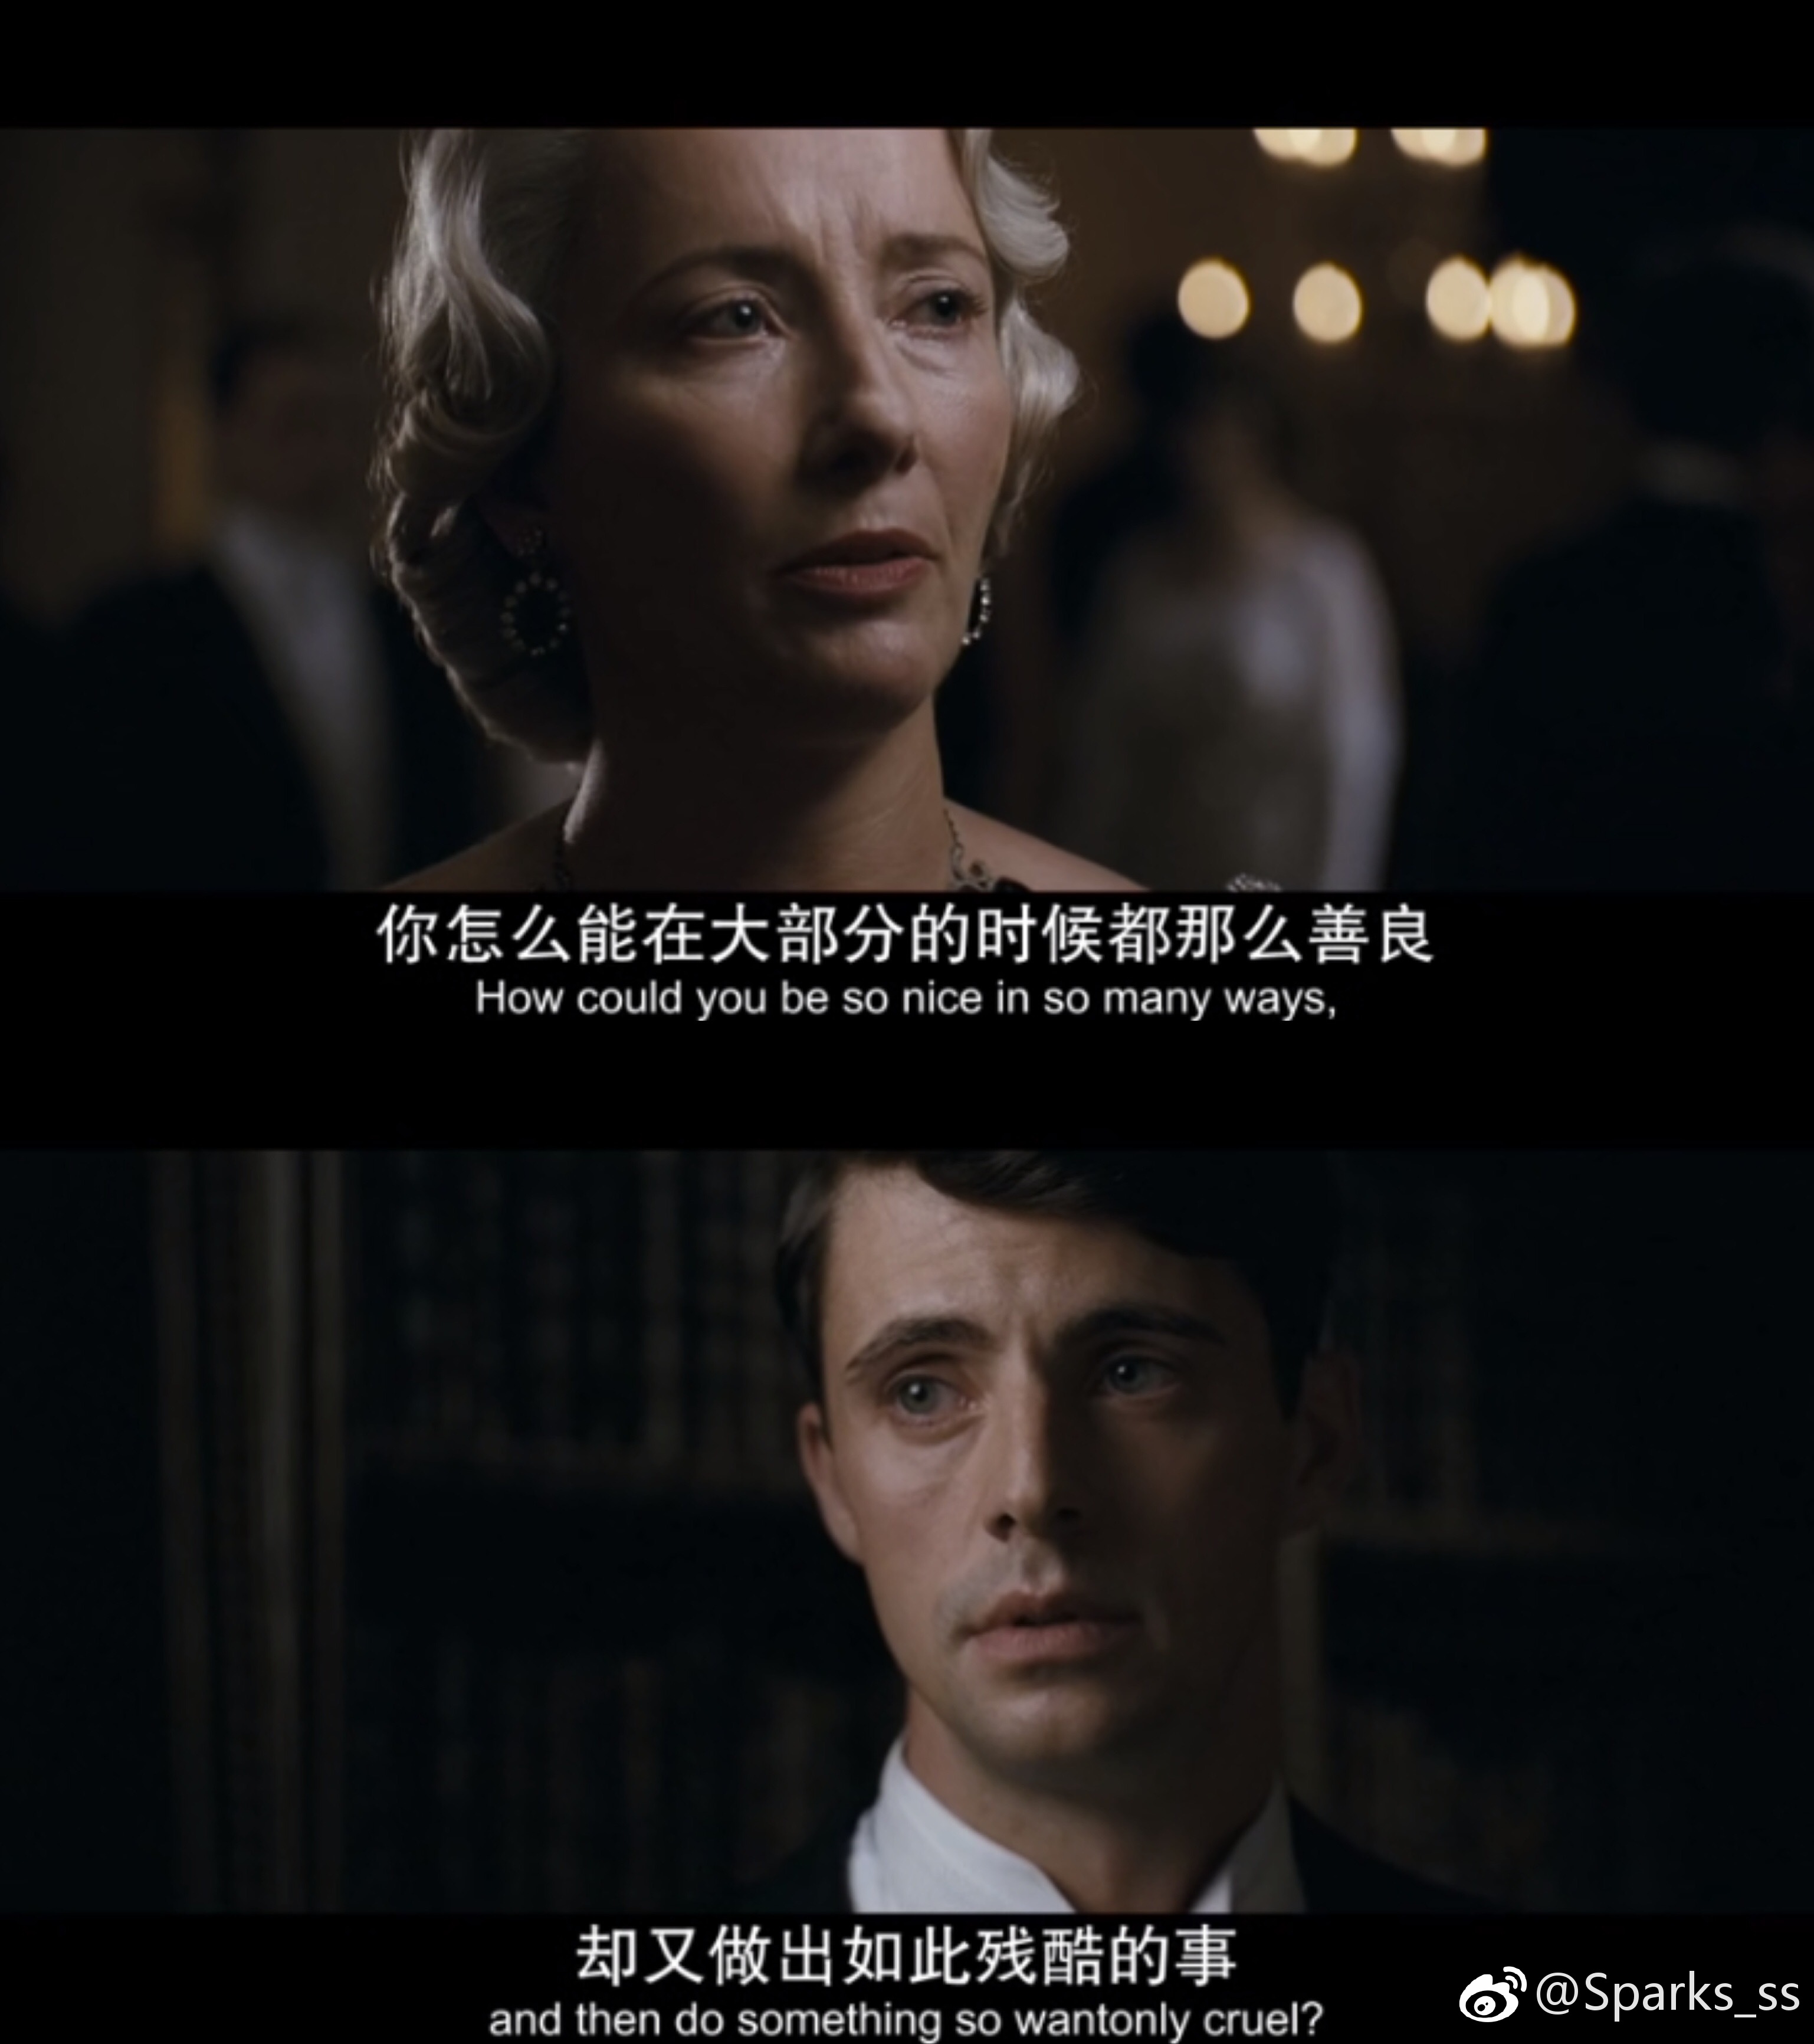 你怎么能在大部分的时候都那么善良
How could you be so nice in so many ways,
却又做出如此残酷的事
and then do something so wantonly cruel?
@Sparks_ss